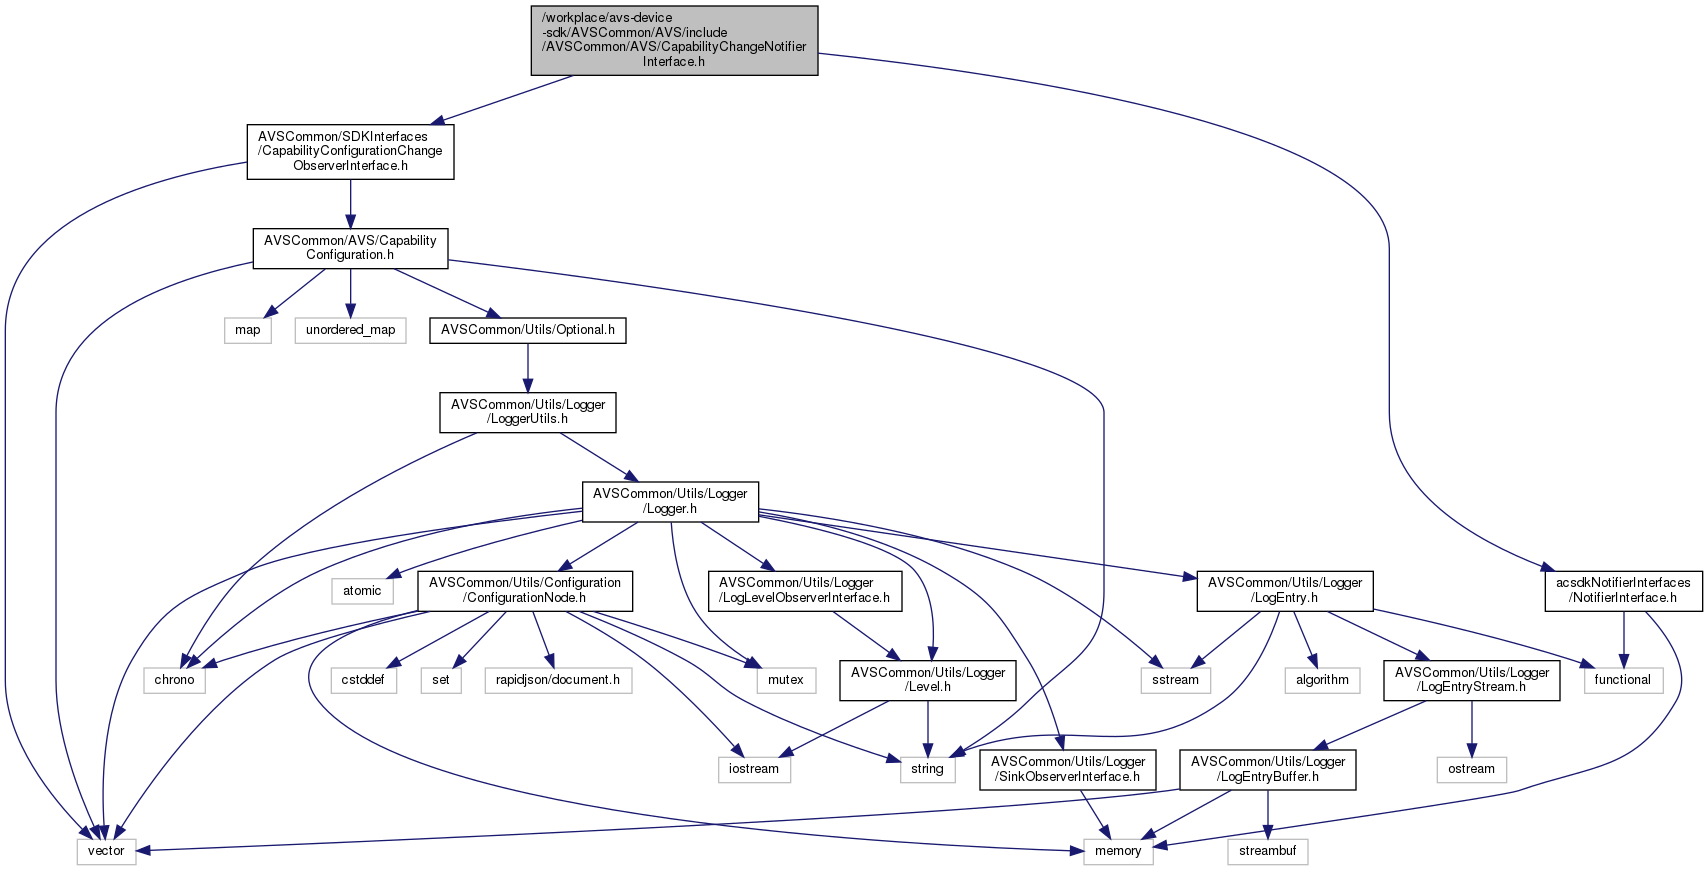 /workplace/avs-device
-sdk/AVSCommon/AVS/include
/AVSCommon/AVS/CapabilityChangeNotifier
Interface.h
AVSCommon/SDKInterfaces
/CapabilityConfigurationChange
ObserverInterface.h
AVSCommon/AVS/Capability
Configuration.h
map
unordered_map
AVSCommon/Utils/Optional.h
AVSCommon/Utils/Logger
/LoggerUtils.h
AVSCommon/Utils/Logger
/Logger.h
atomic
AVSCommon/Utils/Configuration
/ConfigurationNode.h
AVSCommon/Utils/Logger
/LogLevelObserverInterface.h
AVSCommon/Utils/Logger
/LogEntry.h
acsdkNotifierInterfaces
/NotifierInterface.h
chrono
cstddef
set
rapidjson/document.h
mutex
AVSCommon/Utils/Logger
/Level.h
sstream
algorithm
AVSCommon/Utils/Logger
/LogEntryStream.h
functional
iostream
string
AVSCommon/Utils/Logger
/SinkObserverInterface.h
AVSCommon/Utils/Logger
/LogEntryBuffer.h
ostream
vector
memory
streambuf